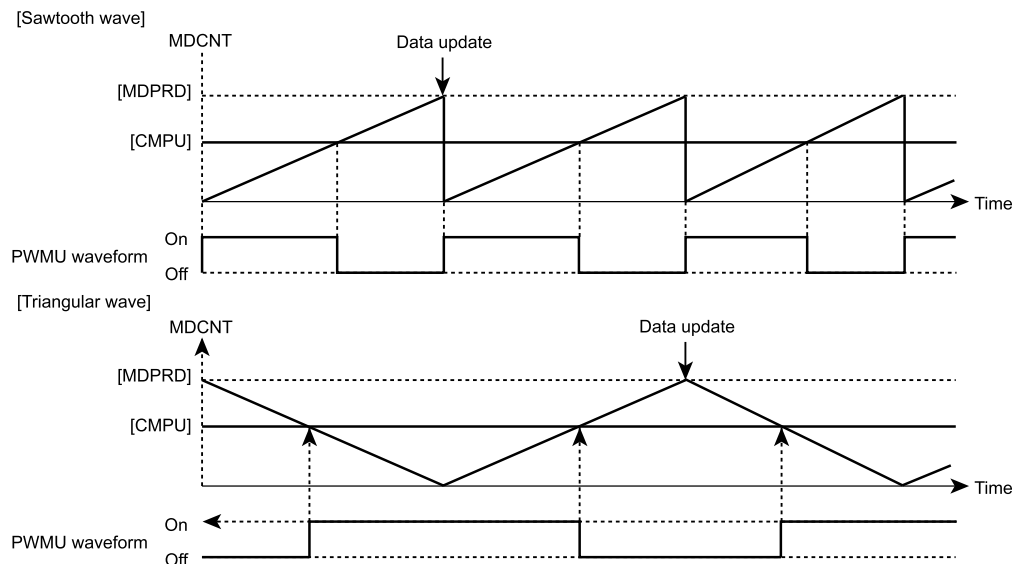 [Sawtooth wave]
MDCNT
Data update
[MDPRD]
[CMPU]
Time
On
PWMU waveform
Off
[Triangular wave]
MDCNT
Data update
[MDPRD]
[CMPU]
Time
On
PWMU waveform
Off